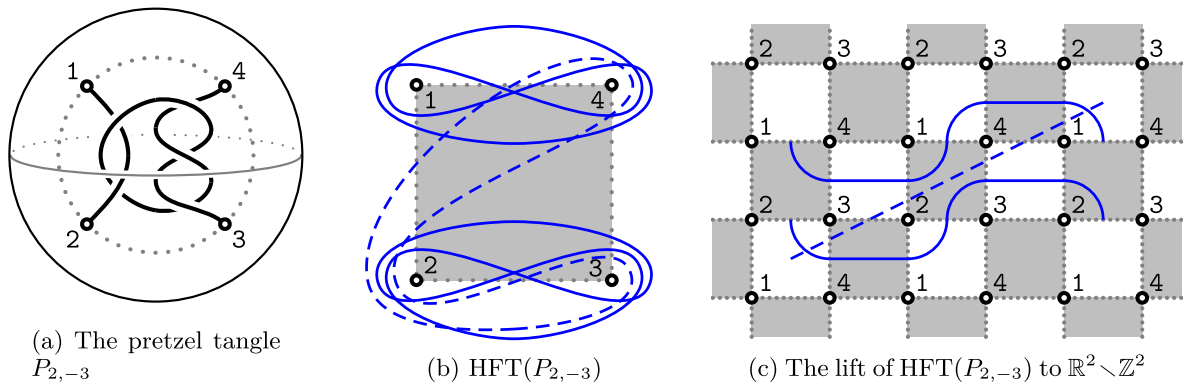 1
4
2
3
(a) The pretzel tangle
P2,−3
1
4
2
3
(b) HFT(P2,−3)
2 3 2 3 2 3
1 4 1 4 1 4
2 3 2 3 2 3
1 4 1 4 1 4
(c) The lift of HFT(P2,−3) to ℝ²∖ℤ²